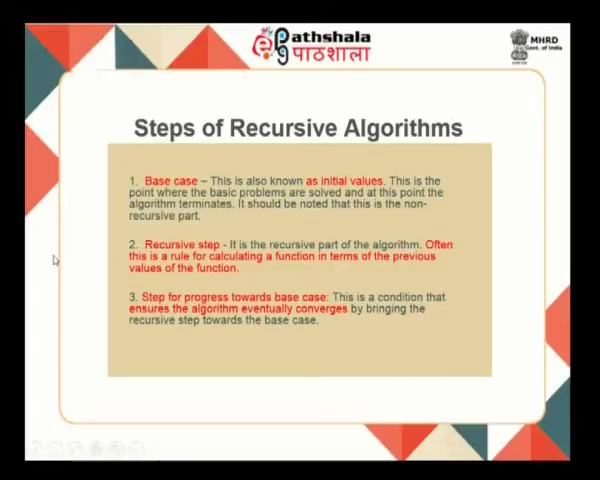 athshala
पाठशाला
MHRD
Govt. of India
Steps of Recursive Algorithms
1. Base case – This is also known as initial values. This is the
point where the basic problems are solved and at this point the
algorithm terminates. It should be noted that this is the non-
recursive part.
2. Recursive step - It is the recursive part of the algorithm. Often
this is a rule for calculating a function in terms of the previous
values of the function.
3. Step for progress towards base case: This is a condition that
ensures the algorithm eventually converges by bringing the
recursive step towards the base case.